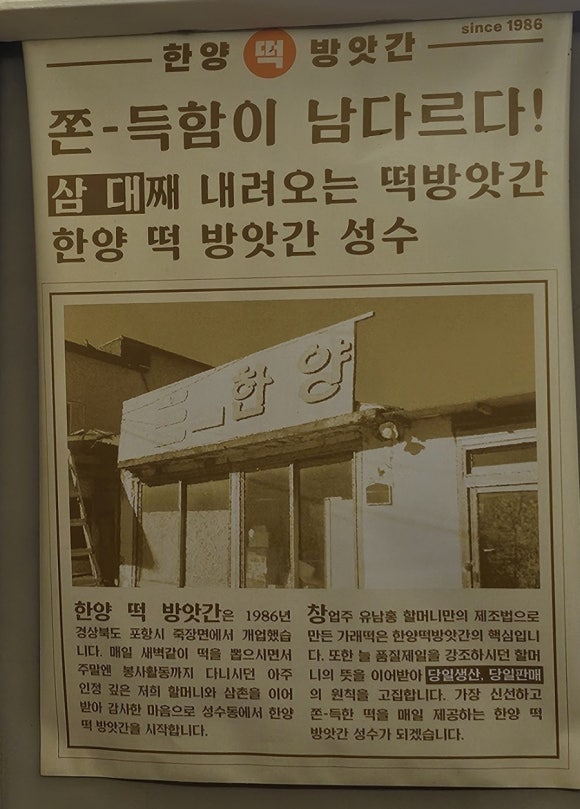 한양 떡 방앗간
since 1986
쫀-득함이 남다르다!
삼 대째 내려오는 떡방앗간
한양 떡 방앗간 성수
한양
한양 떡 방앗간은 1986년
경상북도 포항시 죽장면에서 개업했습
니다. 매일 새벽같이 떡을 뽑으시면서
주말엔 봉사활동까지 다니시던 아주
인정 깊은 저희 할머니와 삼촌을 이어
받아 감사한 마음으로 성수동에서 한양
떡 방앗간을 시작합니다.
창업주 유남홍 할머니만의 제조법으로
만든 가래떡은 한양떡방앗간의 핵심입니
다. 또한 늘 품질제일을 강조하시던 할머
니의 뜻을 이어받아 당일생산, 당일판매
의 원칙을 고집합니다. 가장 신선하고
쫀-득한 떡을 매일 제공하는 한양 떡
방앗간 성수가 되겠습니다.